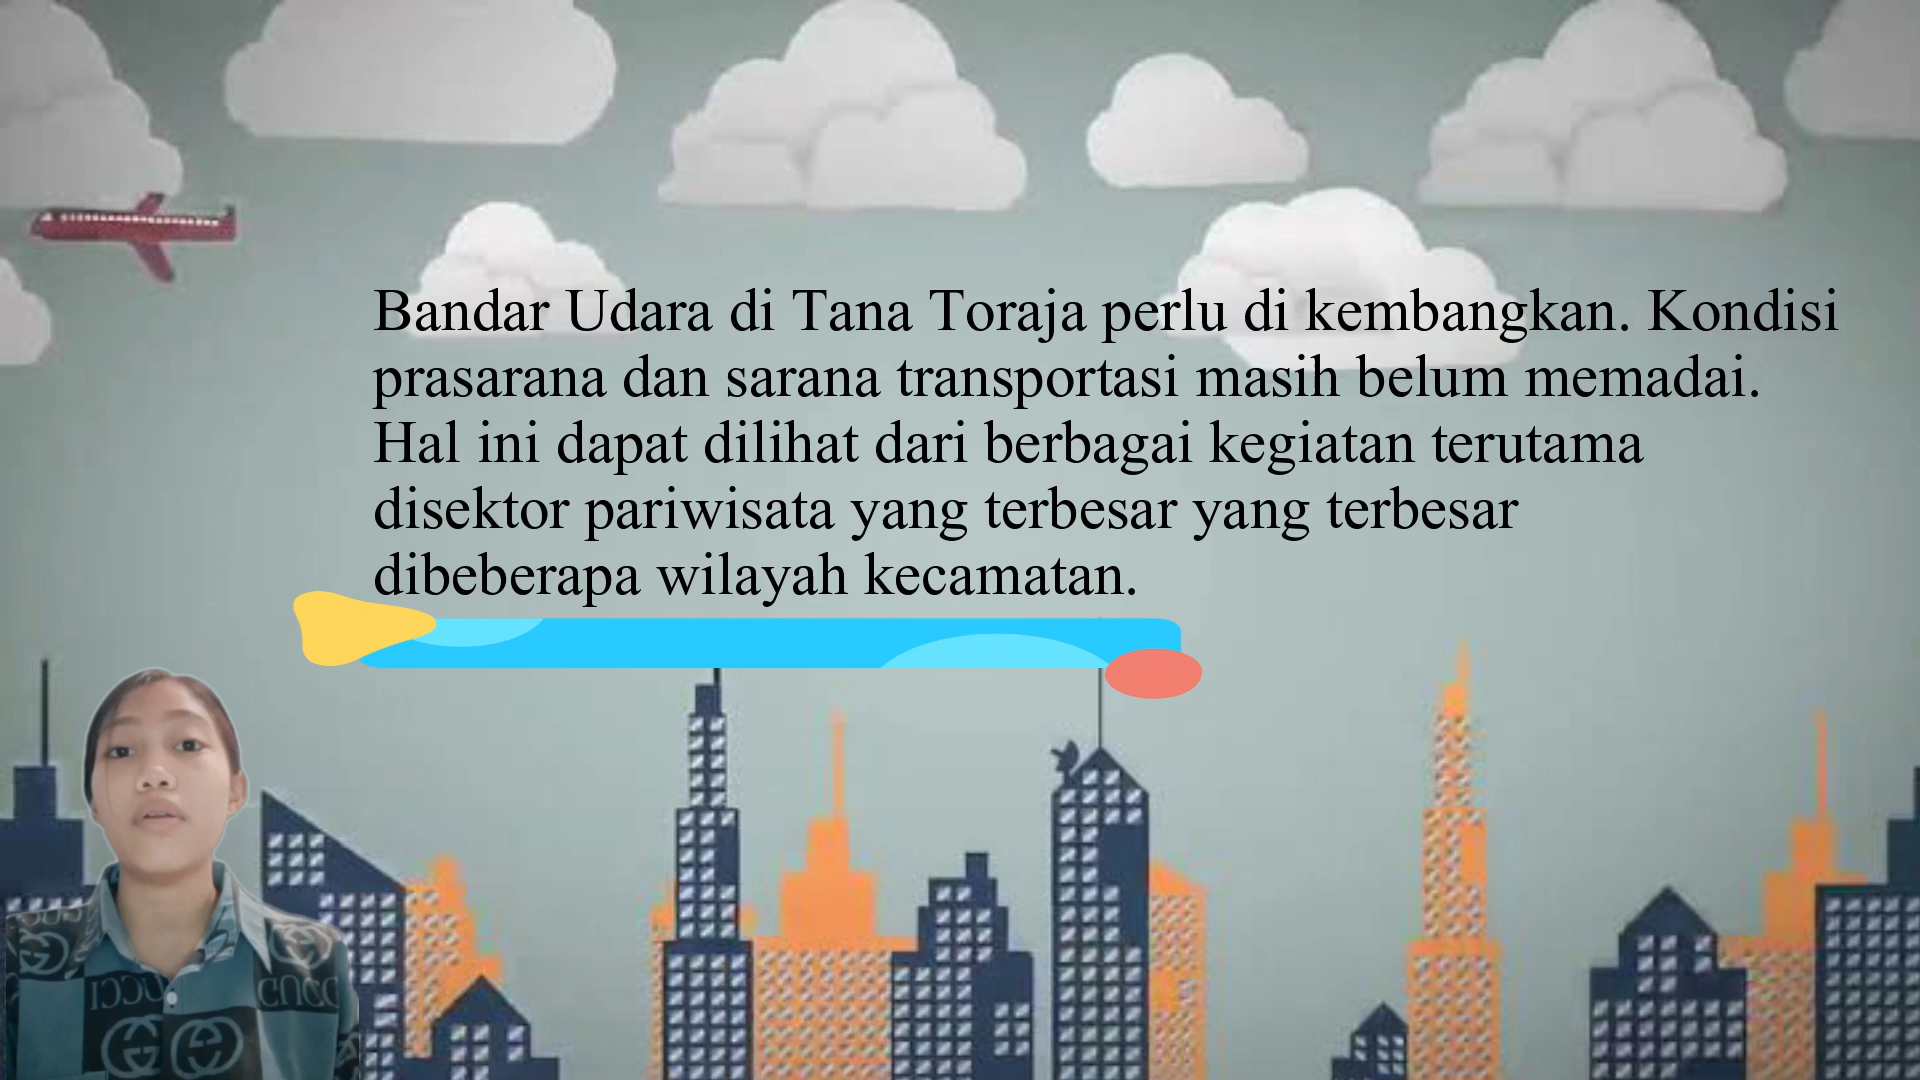 Bandar Udara di Tana Toraja perlu di kembangkan. Kondisi
prasarana dan sarana transportasi masih belum memadai.
Hal ini dapat dilihat dari berbagai kegiatan terutama
disektor pariwisata yang terbesar yang terbesar
dibeberapa wilayah kecamatan.